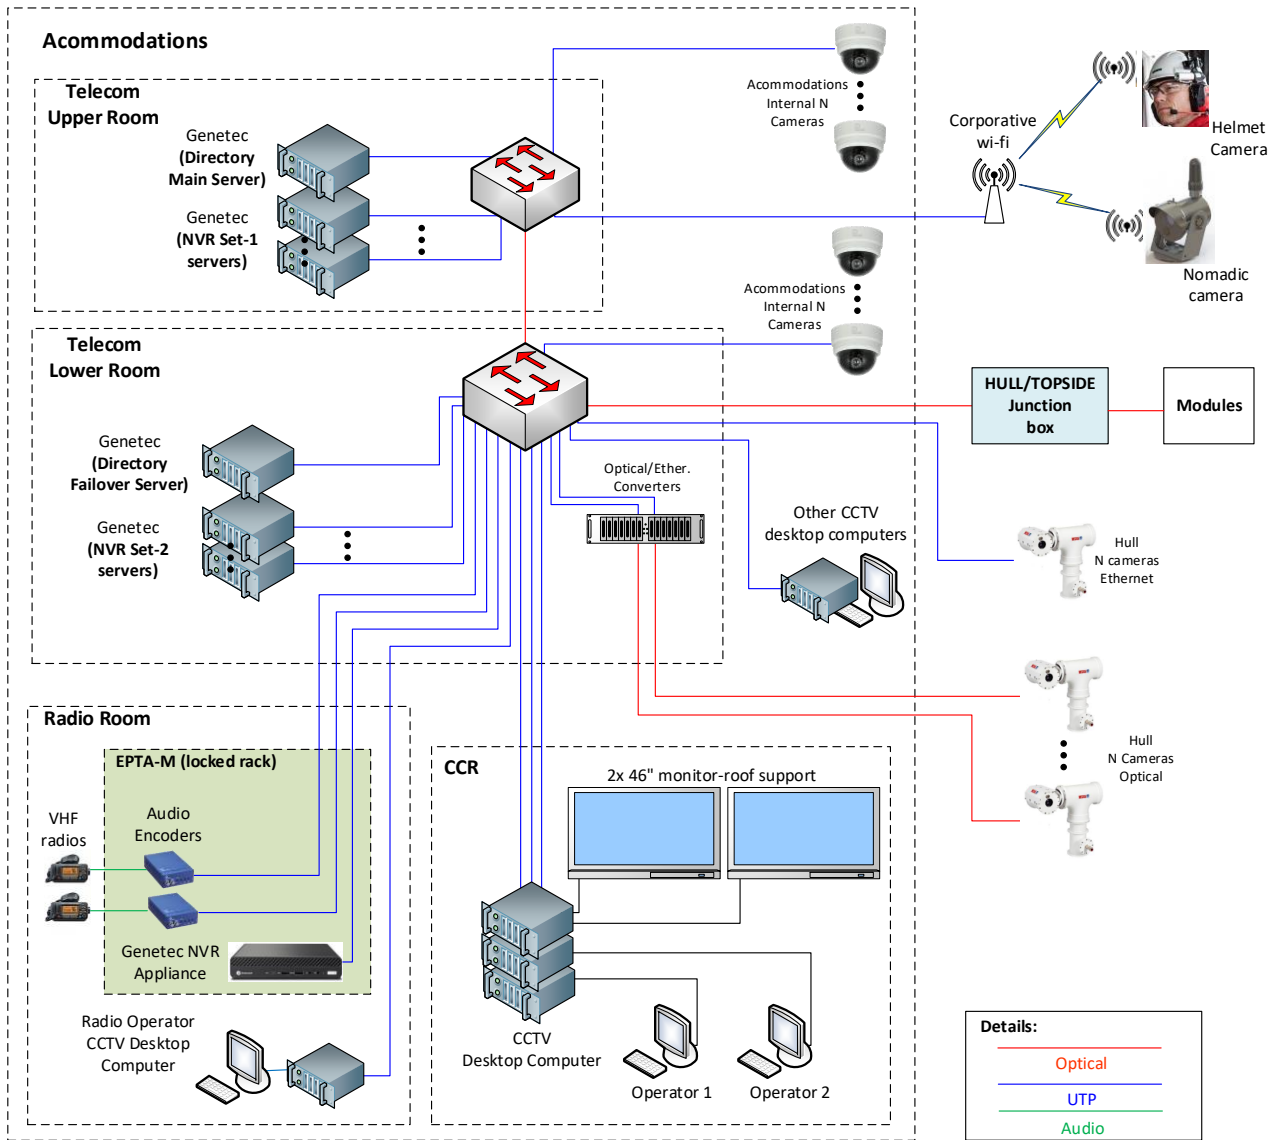 Acommodations
Telecom
Upper Room
Genetec
(Directory
Main Server)
Genetec
(NVR Set-1
servers)
Acommodations
Internal N
Cameras
Corporative
wi-fi
Helmet
Camera
Nomadic
camera
Acommodations
Internal N
Cameras
Telecom
Lower Room
Genetec
(Directory
Failover Server)
Genetec
(NVR Set-2
servers)
Optical/Ether.
Converters
Other CCTV
desktop computers
HULL/TOPSIDE
Junction
box
Modules
Hull
N cameras
Ethernet
Hull
N Cameras
Optical
Radio Room
EPTA-M (locked rack)
VHF
radios
Audio
Encoders
Genetec NVR
Appliance
Radio Operator
CCTV Desktop
Computer
CCR
2x 46" monitor-roof support
CCTV
Desktop Computer
Operator 1
Operator 2
Details:
Optical
UTP
Audio